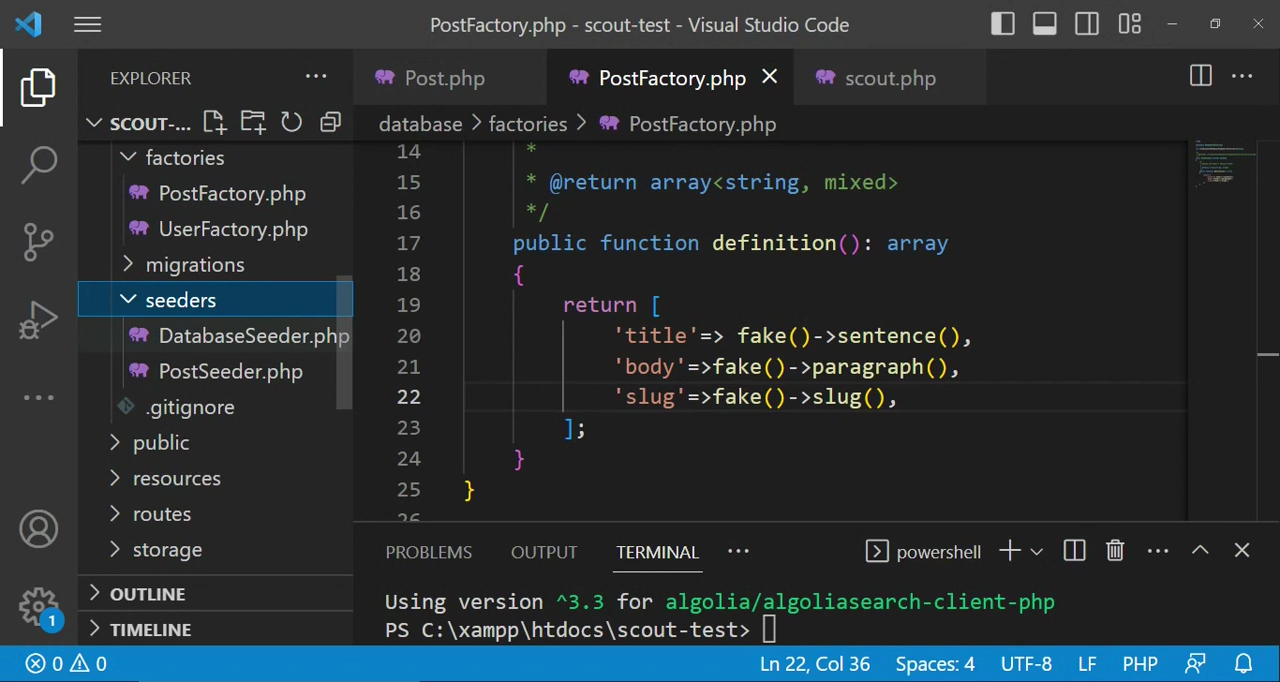 PostFactory.php - scout-test - Visual Studio Code
EXPLORER
SCOUT-...
factories
PostFactory.php
UserFactory.php
migrations
seeders
DatabaseSeeder.php
PostSeeder.php
.gitignore
public
resources
routes
storage
OUTLINE
TIMELINE
1
Post.php
PostFactory.php
scout.php
database > factories > PostFactory.php
14 *
15 * @return array<string, mixed>
16 */
17 public function definition(): array
18 {
19 return [
20 'title'=> fake()->sentence(),
21 'body'=>fake()->paragraph(),
22 'slug'=>fake()->slug(),
23 ];
24 }
25 }
26
PROBLEMS OUTPUT TERMINAL ... powershell
Using version ^3.3 for algolia/algoliasearch-client-php
PS C:\xampp\htdocs\scout-test>
0 0 Ln 22, Col 36 Spaces: 4 UTF-8 LF PHP